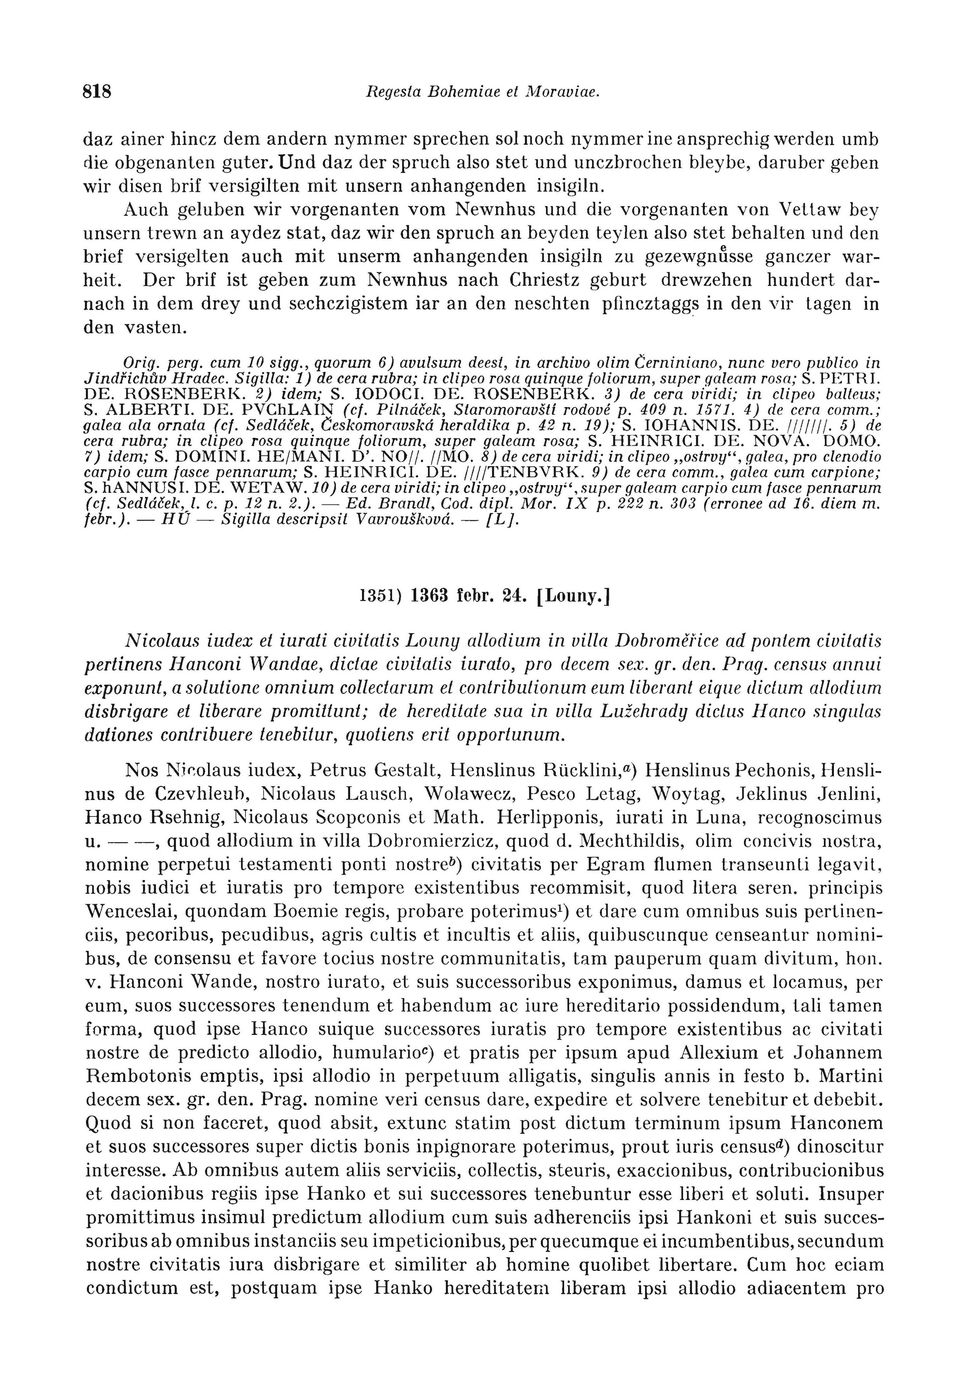 818
Regesta Bohemiae et Moraviae.
daz ainer hincz dem andern nymmer sprechen sol noch nymmer ine ansprechig werden umb
die obgenanten guter. Und daz der spruch also stet und unczbrochen bleybe, daruber geben
wir disen brif versigilten mit unsern anhangenden insigiln.
Auch geluben wir vorgenanten vom Newnhus und die vorgenanten von Vettaw bey
unsern trewn an aydez stat, daz wir den spruch an beyden teylen also stet behalten und den
brief versigelten auch mit unserm anhangenden insigiln zu gezewgnuͤsse ganczer war-
heit. Der brif ist geben zum Newnhus nach Chriestz geburt drewzehen hundert dar-
nach in dem drey und sechczigistem iar an den neschten pfincztaggs in den vir tagen in
den vasten.
Orig. perg. cum 10 sigg., quorum 6) avulsum deest, in archivo olim Černiniano, nunc vero publico in
Jindřichův Hradec. Sigilla: 1) de cera rubra; in clipeo rosa quinque foliorum, super galeam rosa; S. PETRI.
DE. ROSENBERK. 2) idem; S. IODOCI. DE. ROSENBERK. 3) de cera viridi; in clipeo balteus;
S. ALBERTI. DE. PVChLAIN (cf. Pilnáček, Staromoravští rodové p. 409 n. 1571. 4) de cera comm.;
galea ala ornata (cf. Sedláček, Českomoravská heraldika p. 42 n. 19); S. IOHANNIS. DE. ///////. 5) de
cera rubra; in clipeo rosa quinque foliorum, super galeam rosa; S. HEINRICI. DE. NOVA. DOMO.
7) idem; S. DOMINI. HE/MANI. D'. NO//. //MO. 8) de cera viridi; in clipeo „ostrvy“, galea, pro clenodio
carpio cum fasce pennarum; S. HEINRICI. DE. ////TENBVRK. 9) de cera comm., galea cum carpione;
S. hANNUSI. DE. WETAW. 10) de cera viridi; in clipeo „ostrvy“, super galeam carpio cum fasce pennarum
(cf. Sedláček, l. c. p. 12 n. 2.). — Ed. Brandl, Cod. dipl. Mor. IX p. 222 n. 303 (erronee ad 16. diem m.
febr.). — HÚ — Sigilla descripsit Vavroušková. — [L].
1351) 1363 febr. 24. [Louny.]
Nicolaus iudex et iurati civitatis Louny allodium in villa Dobroměřice ad pontem civitatis
pertinens Hanconi Wandae, dictae civitatis iurato, pro decem sex. gr. den. Prag. census annui
exponunt, a solutione omnium collectarum et contributionum eum liberant eique dictum allodium
disbrigare et liberare promittunt; de hereditate sua in villa Lužehrady dictus Hanco singulas
dationes contribuere tenebitur, quotiens erit opportunum.
Nos Nicolaus iudex, Petrus Gestalt, Henslinus Rücklini,ᵃ) Henslinus Pechonis, Hensli-
nus de Czevhleub, Nicolaus Lausch, Wolawecz, Pesco Letag, Woytag, Jeklinus Jenlini,
Hanco Rsehnig, Nicolaus Scopconis et Math. Herlipponis, iurati in Luna, recognoscimus
u. — —, quod allodium in villa Dobromierzicz, quod d. Mechthildis, olim concivis nostra,
nomine perpetui testamenti ponti nostreᵇ) civitatis per Egram flumen transeunti legavit,
nobis iudici et iuratis pro tempore existentibus recommisit, quod litera seren. principis
Wenceslai, quondam Boemie regis, probare poterimus¹) et dare cum omnibus suis pertinen-
ciis, pecoribus, pecudibus, agris cultis et incultis et aliis, quibuscunque censeantur nomini-
bus, de consensu et favore tocius nostre communitatis, tam pauperum quam divitum, hon.
v. Hanconi Wande, nostro iurato, et suis successoribus exponimus, damus et locamus, per
eum, suos successores tenendum et habendum ac iure hereditario possidendum, tali tamen
forma, quod ipse Hanco suique successores iuratis pro tempore existentibus ac civitati
nostre de predicto allodio, humularioᶜ) et pratis per ipsum apud Allexium et Johannem
Rembotonis emptis, ipsi allodio in perpetuum alligatis, singulis annis in festo b. Martini
decem sex. gr. den. Prag. nomine veri census dare, expedire et solvere tenebitur et debebit.
Quod si non faceret, quod absit, extunc statim post dictum terminum ipsum Hanconem
et suos successores super dictis bonis inpignorare poterimus, prout iuris censusᵈ) dinoscitur
interesse. Ab omnibus autem aliis serviciis, collectis, steuris, exaccionibus, contribucionibus
et dacionibus regiis ipse Hanko et sui successores tenebuntur esse liberi et soluti. Insuper
promittimus insimul predictum allodium cum suis adherenciis ipsi Hankoni et suis succes-
soribus ab omnibus instanciis seu impeticionibus, per quecumque ei incumbentibus, secundum
nostre civitatis iura disbrigare et similiter ab homine quolibet libertare. Cum hoc eciam
condictum est, postquam ipse Hanko hereditatem liberam ipsi allodio adiacentem pro